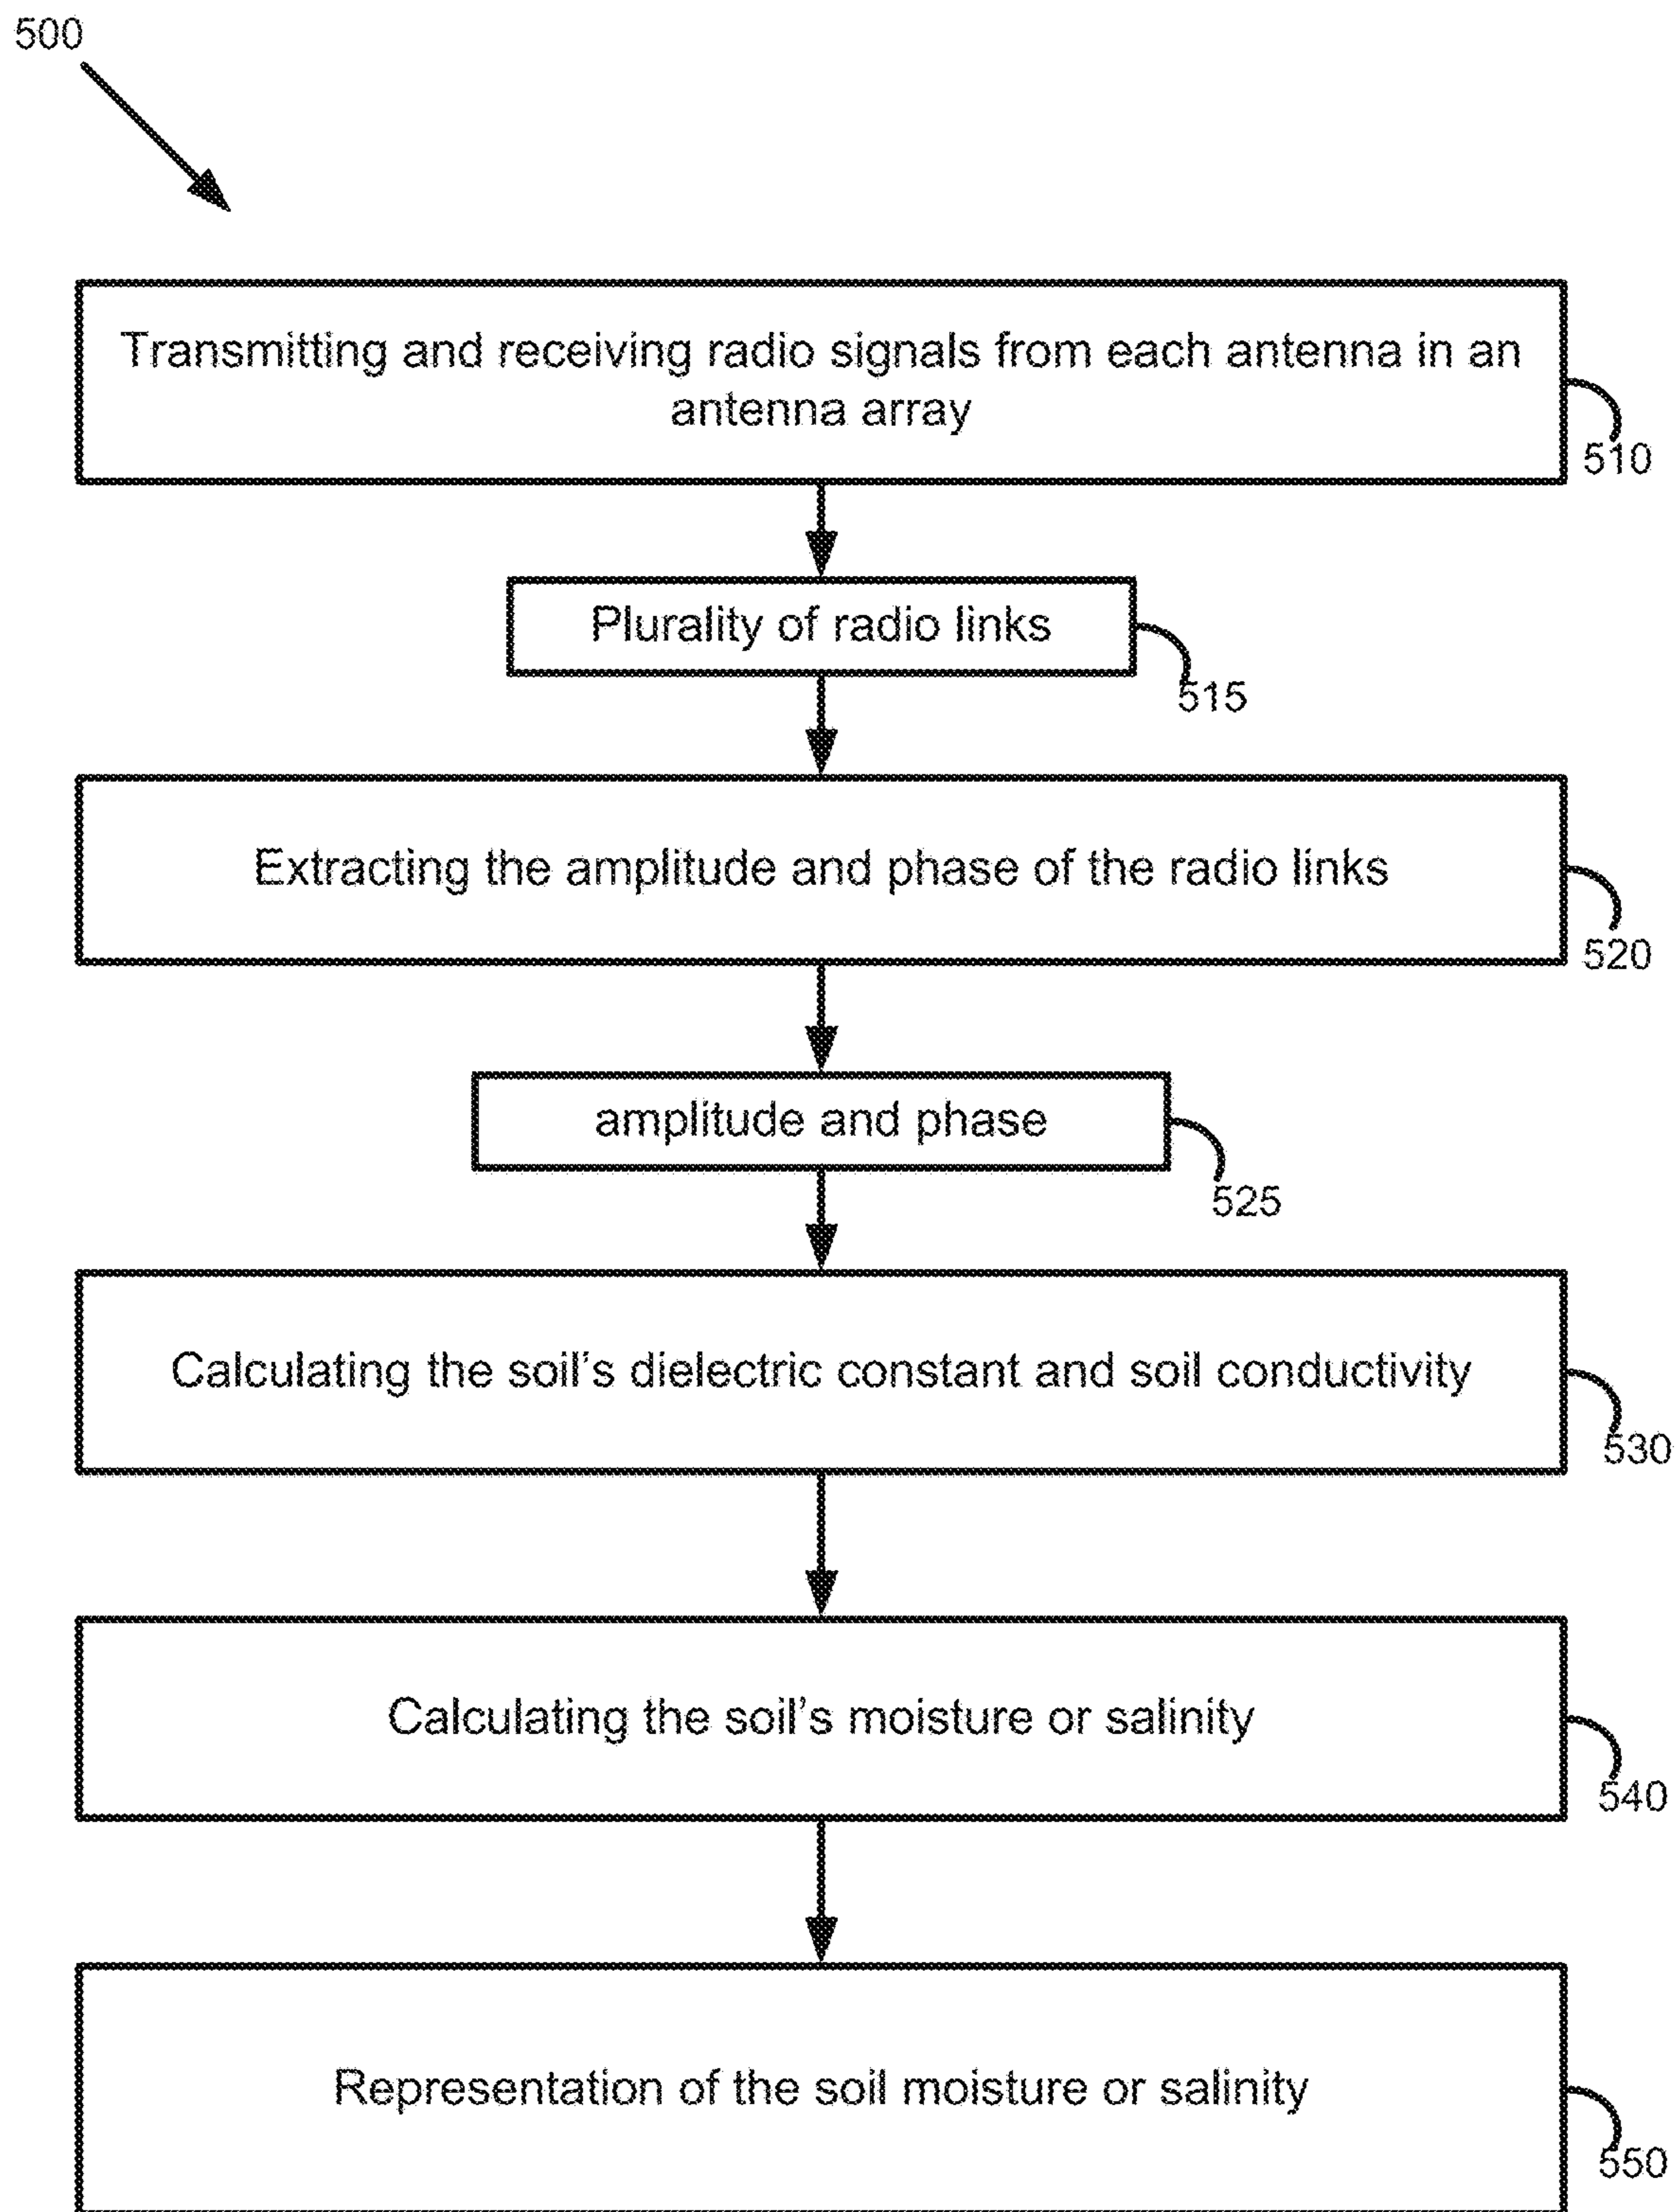 500
Transmitting and receiving radio signals from each antenna in an
antenna array
510
Plurality of radio links
515
Extracting the amplitude and phase of the radio links
520
amplitude and phase
525
Calculating the soil's dielectric constant and soil conductivity
530
Calculating the soil's moisture or salinity
540
Representation of the soil moisture or salinity
550